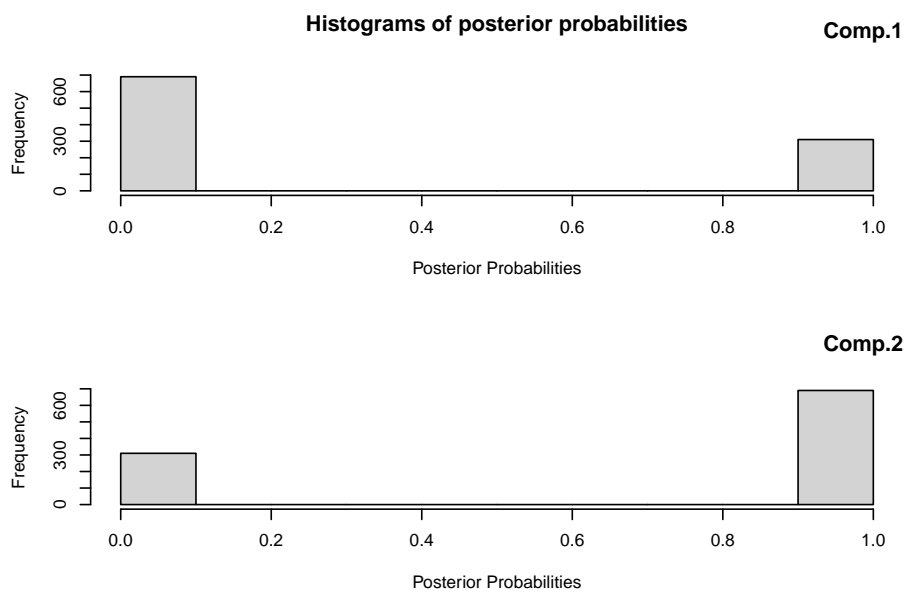 Histograms of posterior probabilities
Comp.1
Frequency
600
300
0
0.0 0.2 0.4 0.6 0.8 1.0
Posterior Probabilities
Comp.2
Frequency
600
300
0
0.0 0.2 0.4 0.6 0.8 1.0
Posterior Probabilities